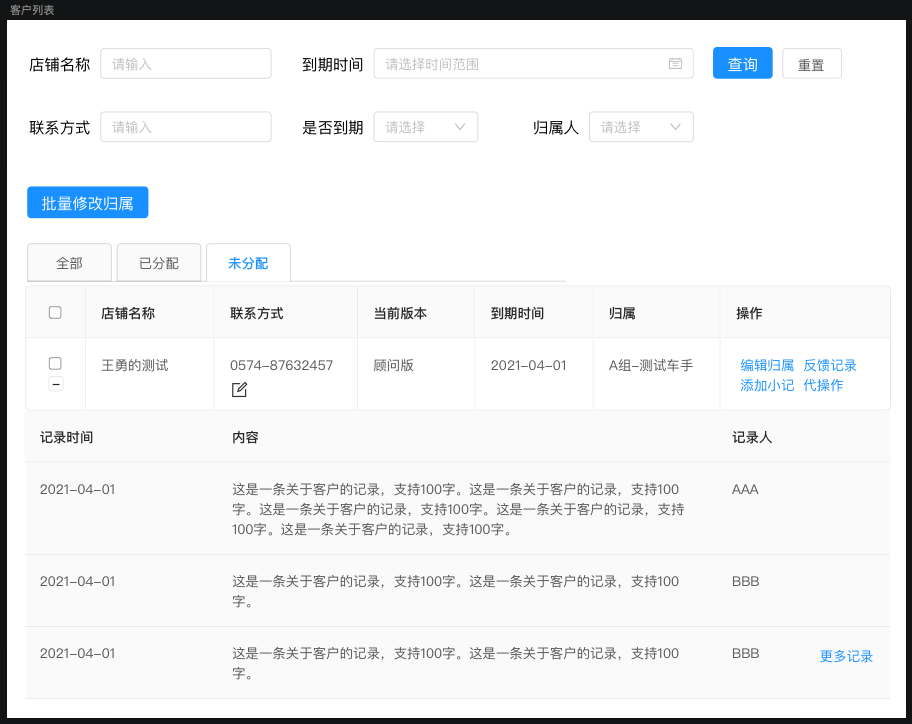 客户列表
店铺名称 请输入 到期时间 请选择时间范围 查询 重置
联系方式 请输入 是否到期 请选择 归属人 请选择
批量修改归属
全部 已分配 未分配
店铺名称 联系方式 当前版本 到期时间 归属 操作
王勇的测试 0574-87632457 顾问版 2021-04-01 A组-测试车手 编辑归属 反馈记录
添加小记 代操作
记录时间 内容 记录人
2021-04-01 这是一条关于客户的记录，支持100字。这是一条关于客户的记录，支持100 AAA
字。这是一条关于客户的记录，支持100字。这是一条关于客户的记录，支持
100字。这是一条关于客户的记录，支持100字。
2021-04-01 这是一条关于客户的记录，支持100字。这是一条关于客户的记录，支持100 BBB
字。
2021-04-01 这是一条关于客户的记录，支持100字。这是一条关于客户的记录，支持100 BBB 更多记录
字。